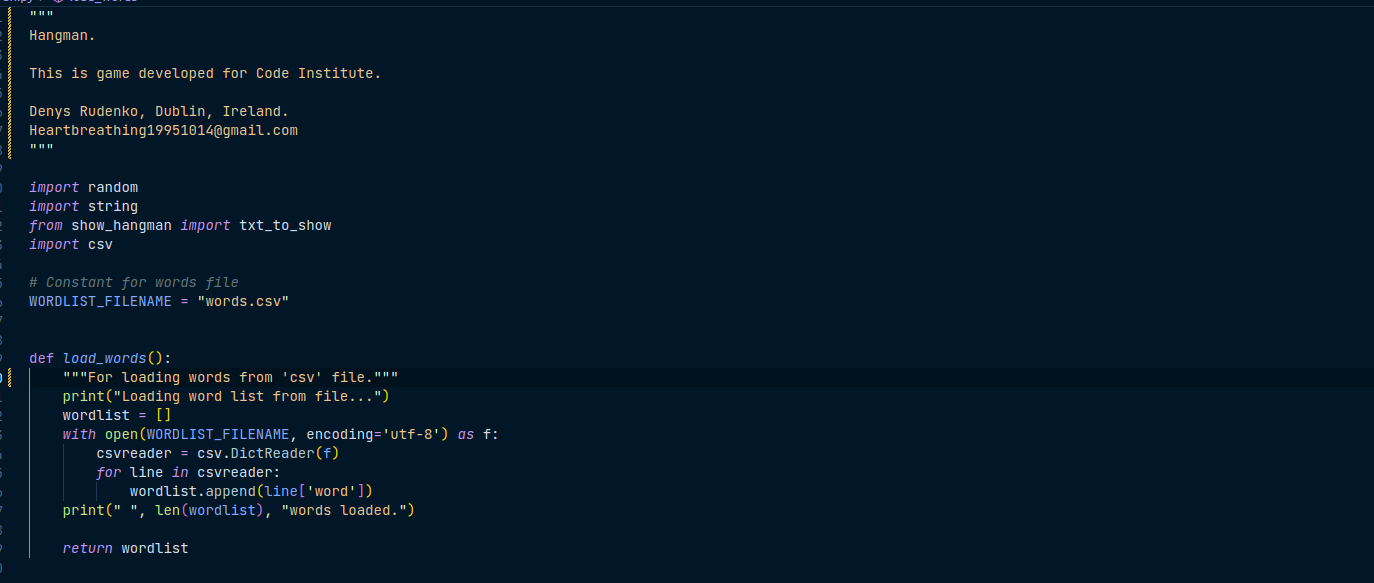 """
Hangman.
This is game developed for Code Institute.
Denys Rudenko, Dublin, Ireland.
Heartbreathing19951014@gmail.com
"""
import random
import string
from show_hangman import txt_to_show
import csv
# Constant for words file
WORDLIST_FILENAME = "words.csv"
def load_words():
    """For loading words from 'csv' file."""
    print("Loading word list from file...")
    wordlist = []
    with open(WORDLIST_FILENAME, encoding='utf-8') as f:
        csvreader = csv.DictReader(f)
        for line in csvreader:
            wordlist.append(line['word'])
    print(" ", len(wordlist), "words loaded.")
    return wordlist